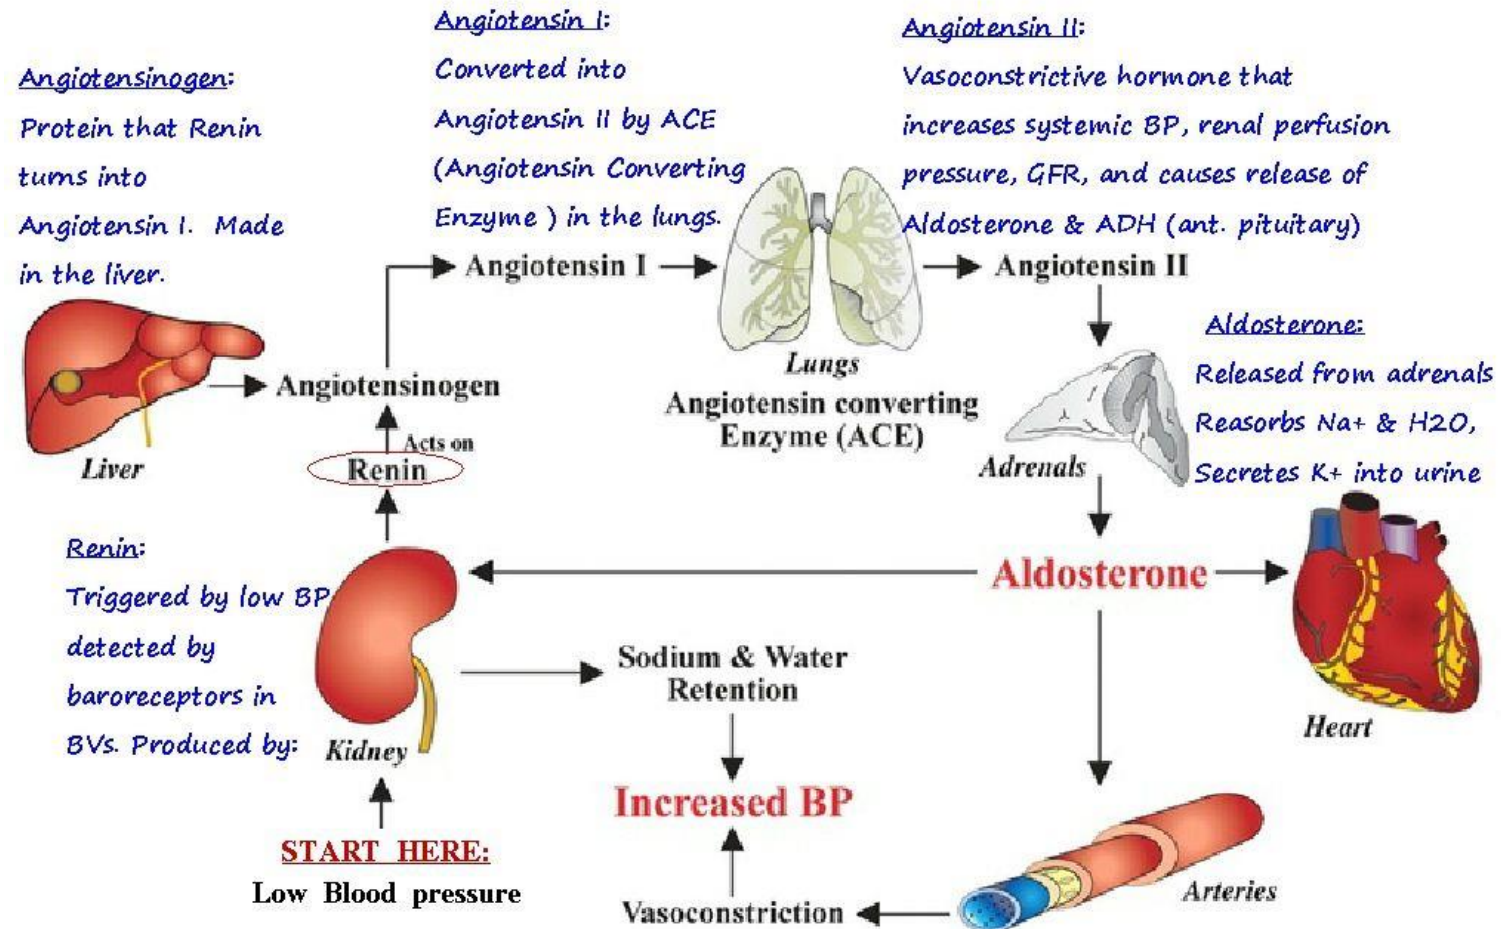 Angiotensinogen:
Protein that Renin
turns into
Angiotensin I. Made
in the liver.
Angiotensin I:
Converted into
Angiotensin II by ACE
(Angiotensin Converting
Enzyme ) in the lungs.
Angiotensin II:
Vasoconstrictive hormone that
increases systemic BP, renal perfusion
pressure, GFR, and causes release of
Aldosterone & ADH (ant. pituitary)
Angiotensin I
Angiotensin II
Lungs
Angiotensin converting
Enzyme (ACE)
Aldosterone:
Released from adrenals
Reasorbs Na+ & H2O,
Secretes K+ into urine
Angiotensinogen
Acts on
Renin
Liver
Adrenals
Renin:
Triggered by low BP
detected by
baroreceptors in
BVs. Produced by:
Kidney
Aldosterone
Heart
Sodium & Water
Retention
Increased BP
START HERE:
Low Blood pressure
Vasoconstriction
Arteries